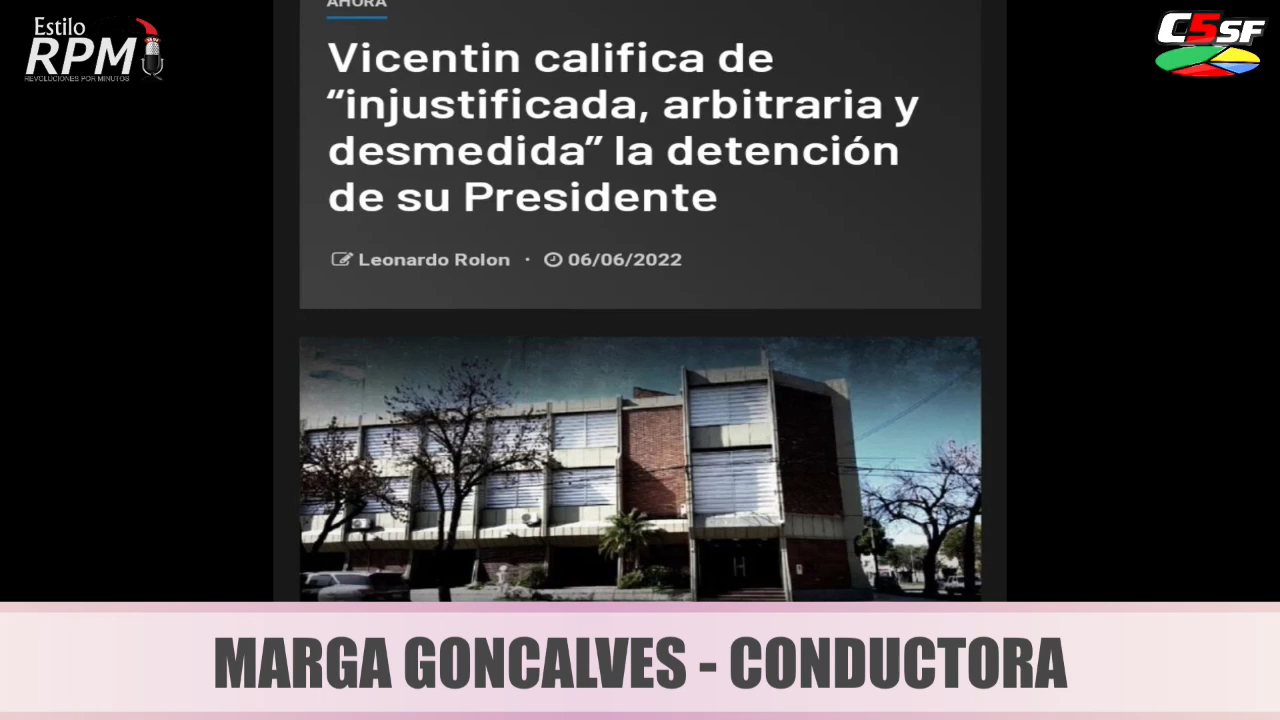 Estilo
RPM
REVOLUCIONES POR MINUTOS
C5SF
AHORA
Vicentin califica de
“injustificada, arbitraria y
desmedida” la detención
de su Presidente
Leonardo Rolon · 06/06/2022
MARGA GONCALVES - CONDUCTORA